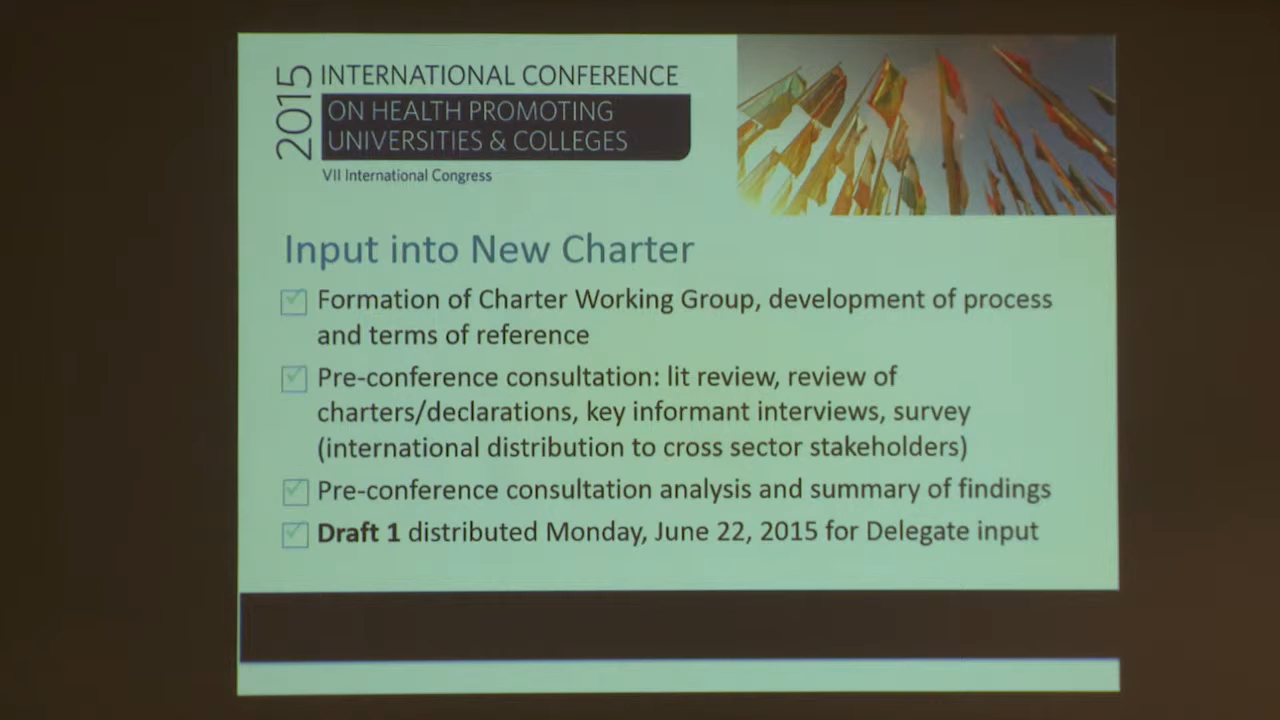 2015
INTERNATIONAL CONFERENCE
ON HEALTH PROMOTING
UNIVERSITIES & COLLEGES
VII International Congress
Input into New Charter
Formation of Charter Working Group, development of process
and terms of reference
Pre-conference consultation: lit review, review of
charters/declarations, key informant interviews, survey
(international distribution to cross sector stakeholders)
Pre-conference consultation analysis and summary of findings
Draft 1 distributed Monday, June 22, 2015 for Delegate input